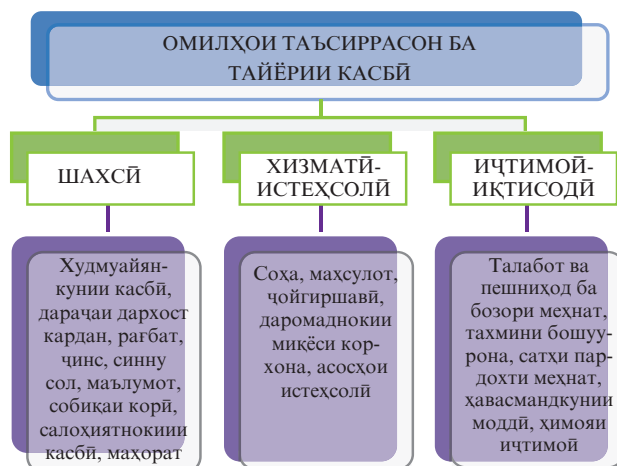 ОМИЛҲОИ ТАЪСИРРАСОН БА
ТАЙЁРИИ КАСБӢ
ШАХСӢ
ХИЗМАТӢ-
ИСТЕҲСОЛӢ
ИҶТИМОӢ-
ИҚТИСОДӢ
Худмуайян-
кунии касбӣ,
дараҷаи дархост
кардан, рағбат,
ҷинс, синну
сол, маълумот,
собиқаи корӣ,
салоҳиятнокиии
касбӣ, маҳорат
Соҳа, маҳсулот,
ҷойгиршавӣ,
даромаднокии
миқёси кор-
хона, асосҳои
истеҳсолӣ
Талабот ва
пешниҳод ба
бозори меҳнат,
тахмини бошуу-
рона, сатҳи пар-
дохти меҳнат,
ҳавасмандкунии
моддӣ, ҳимояи
иҷтимоӣ